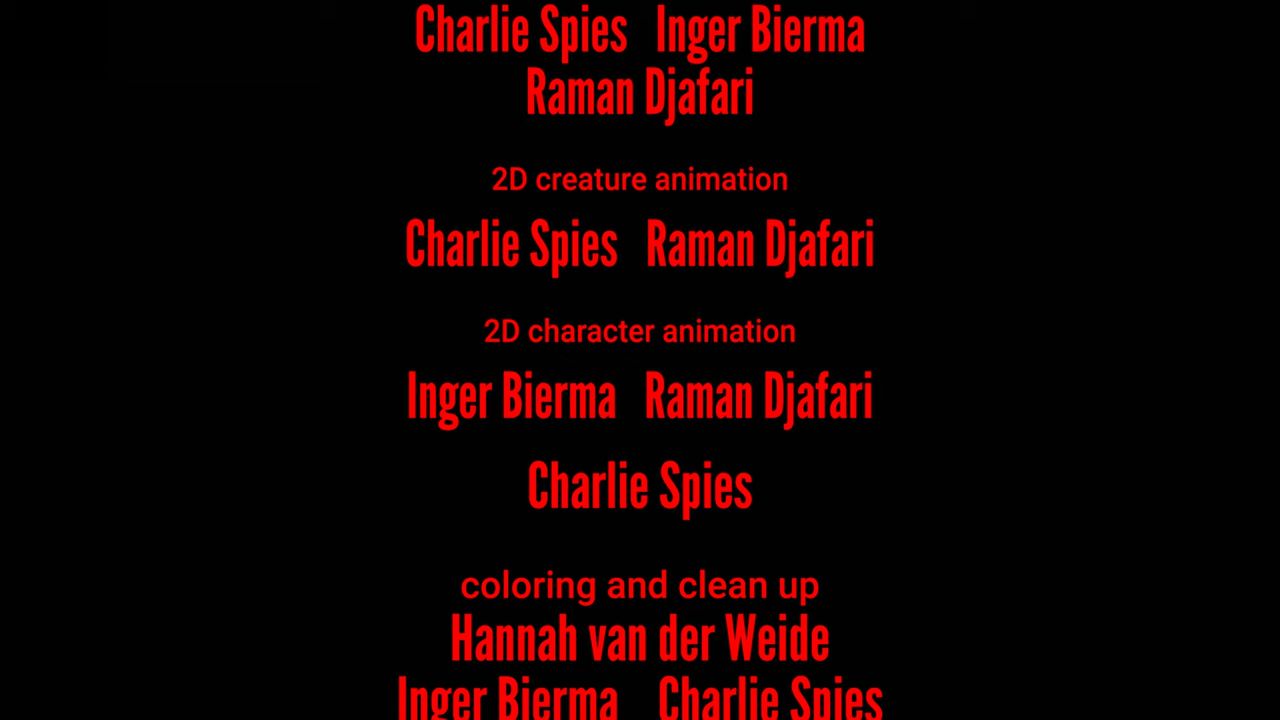 Charlie Spies Inger Bierma
Raman Djafari
2D creature animation
Charlie Spies Raman Djafari
2D character animation
Inger Bierma Raman Djafari
Charlie Spies
coloring and clean up
Hannah van der Weide
Inger Bierma Charlie Spies